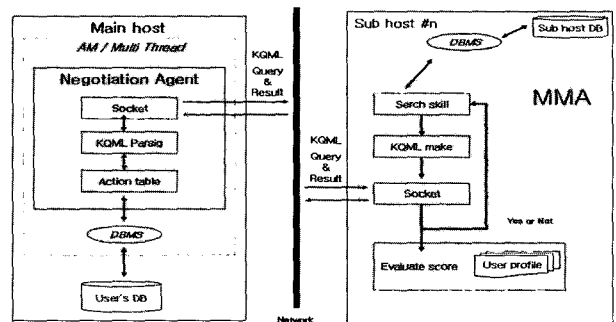 Main host
AM / Multi Thread
Negotiation Agent
Socket
KQML Parsig
Action table
DBMS
User's DB
KQML
Query
&
Result
Network
KQML
Query
&
Result
Sub host #n
DBMS
Sub host DB
MMA
Serch skill
KQML make
Socket
Yes or Not
Evaluate score
User profile